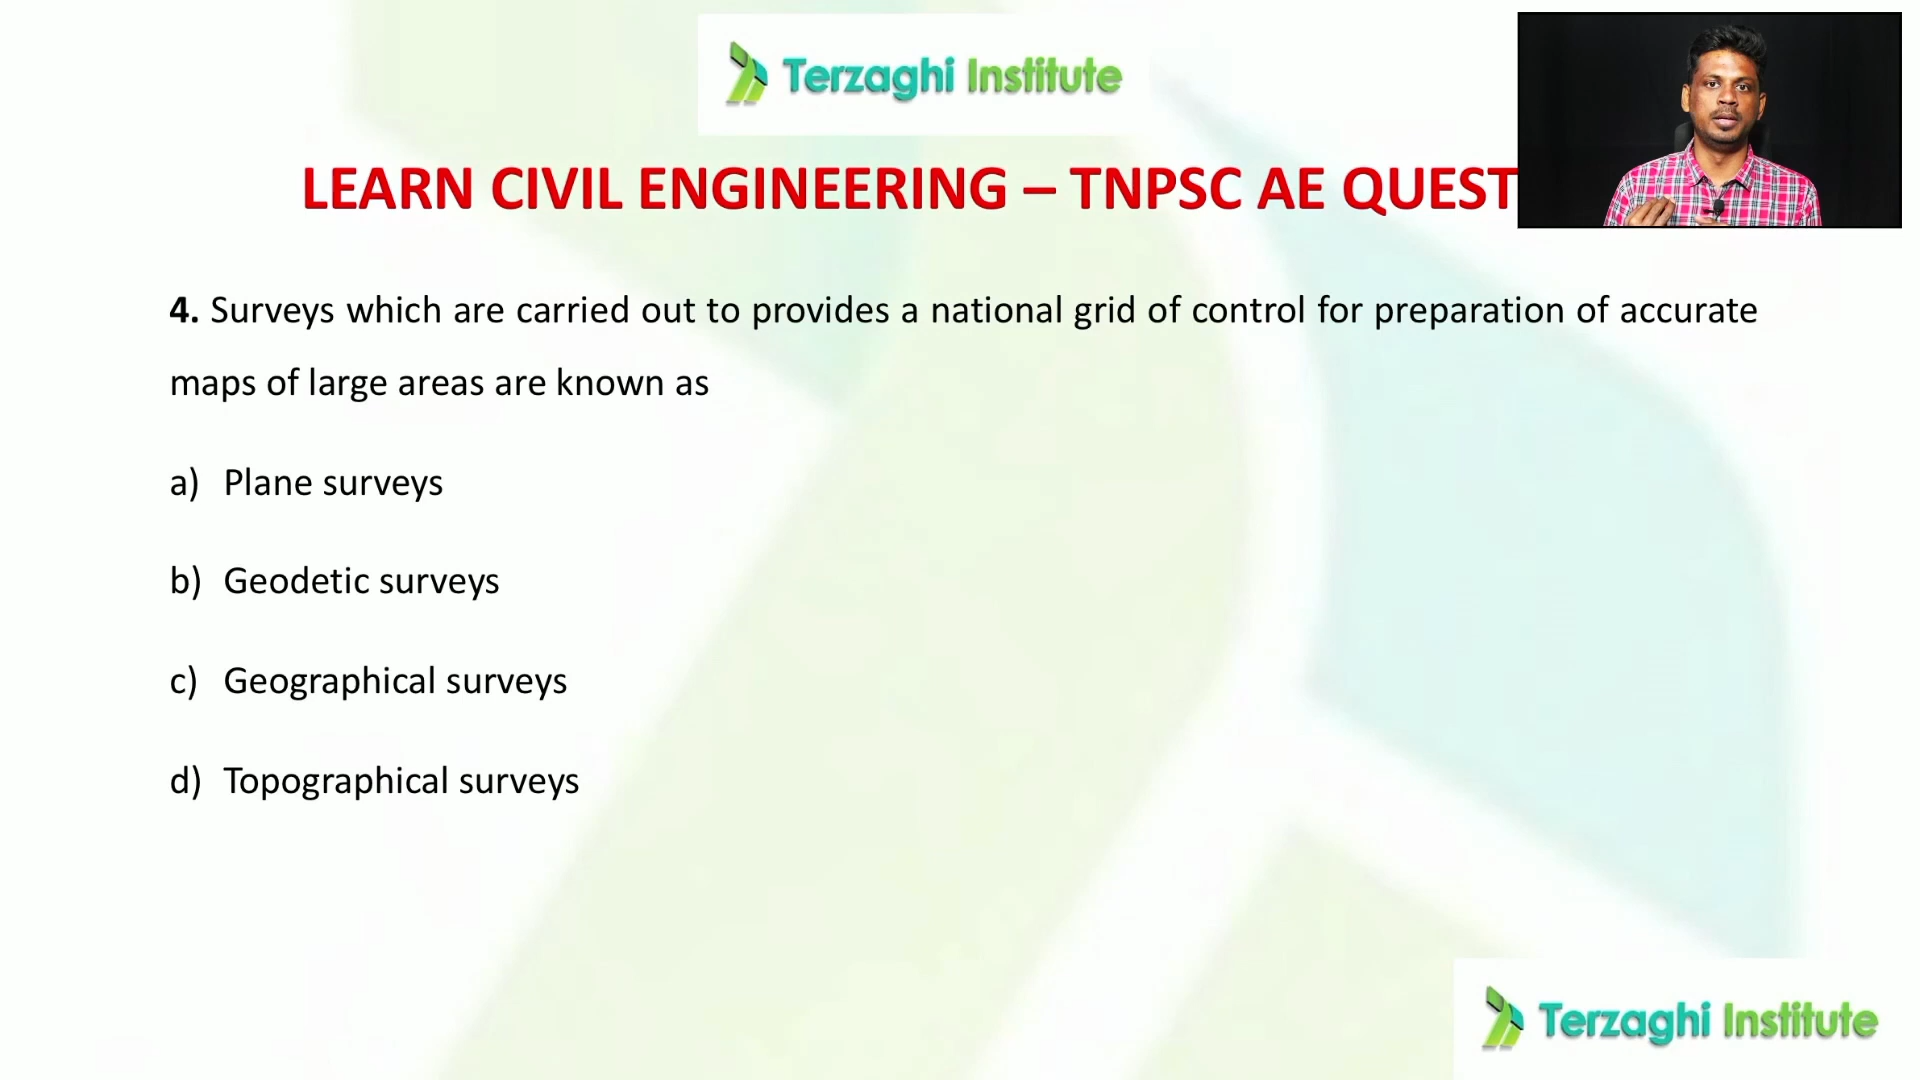 Terzaghi Institute
LEARN CIVIL ENGINEERING – TNPSC AE QUEST
4. Surveys which are carried out to provides a national grid of control for preparation of accurate
maps of large areas are known as
a) Plane surveys
b) Geodetic surveys
c) Geographical surveys
d) Topographical surveys
Terzaghi Institute